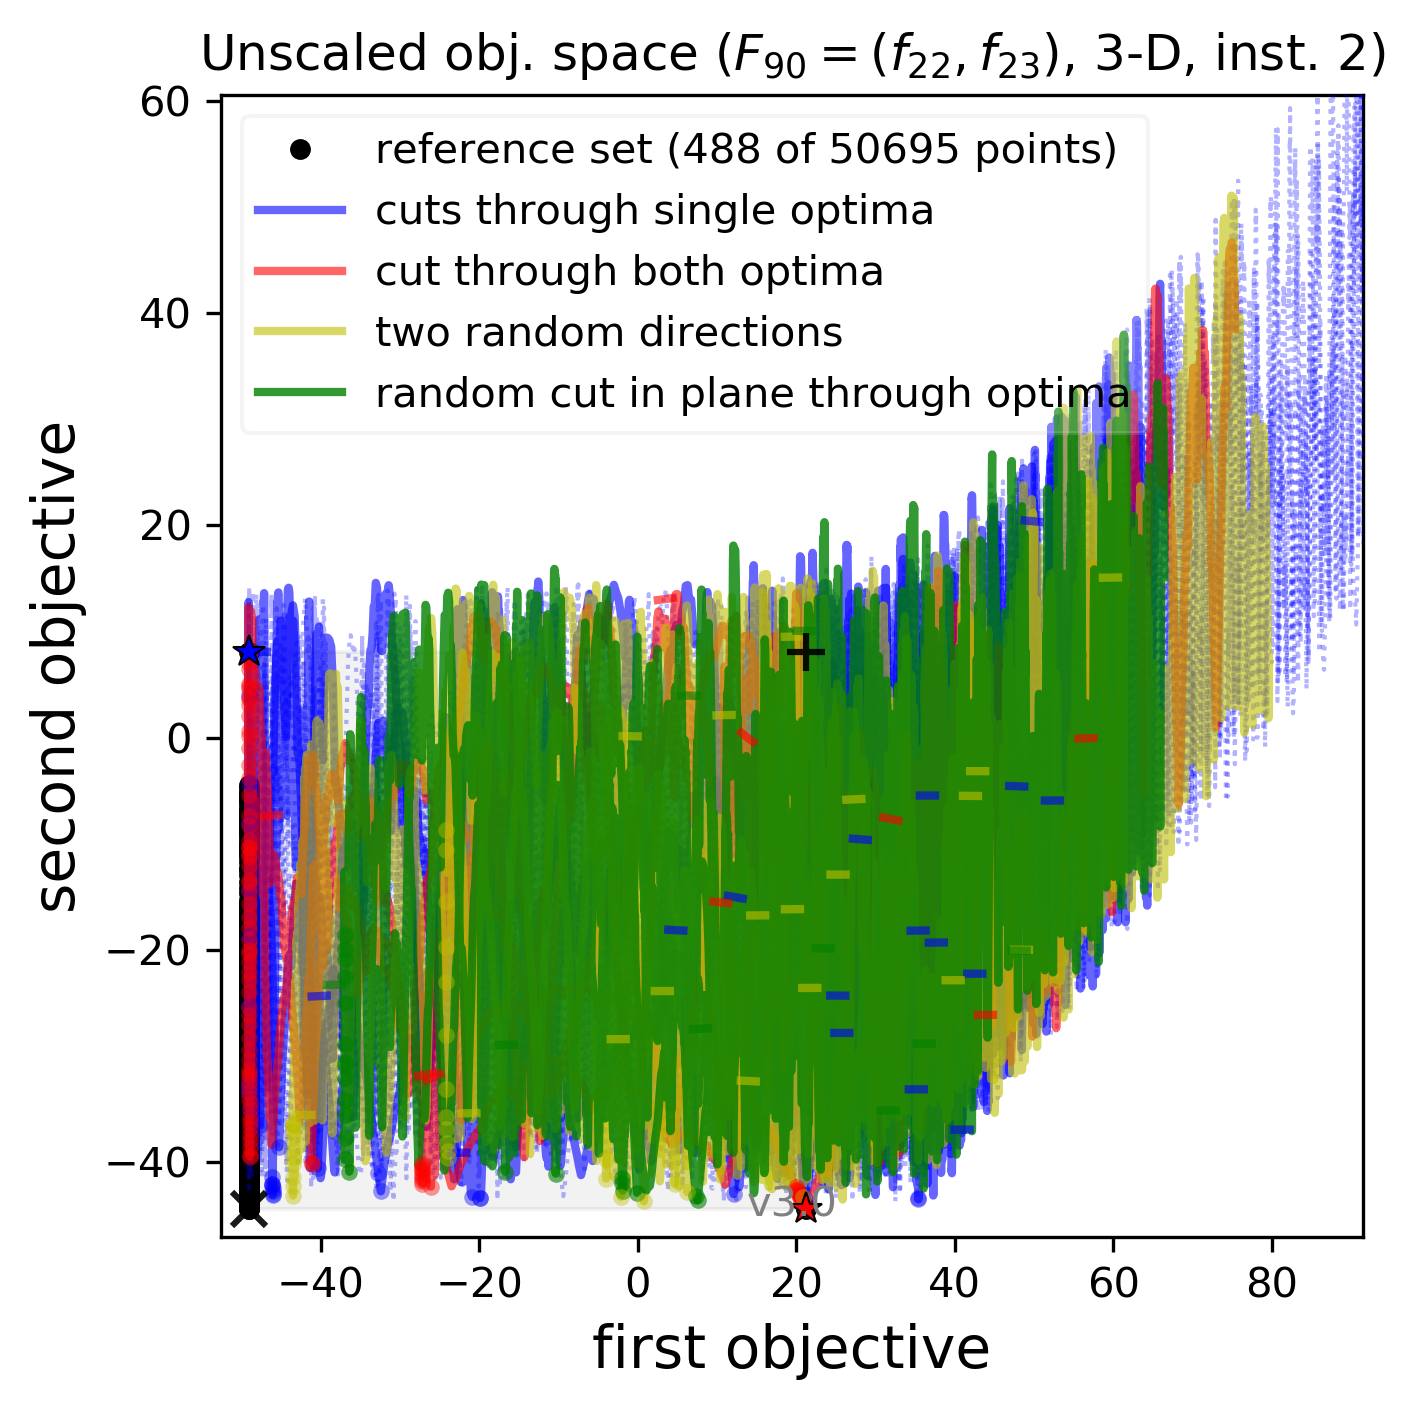 Unscaled obj. space ($F_{90} = (f_{22}, f_{23})$, 3-D, inst. 2)
60
40
20
0
−20
−40
second objective
reference set (488 of 50695 points)
cuts through single optima
cut through both optima
two random directions
random cut in plane through optima
v3.0
−40
−20
0
20
40
60
80
first objective